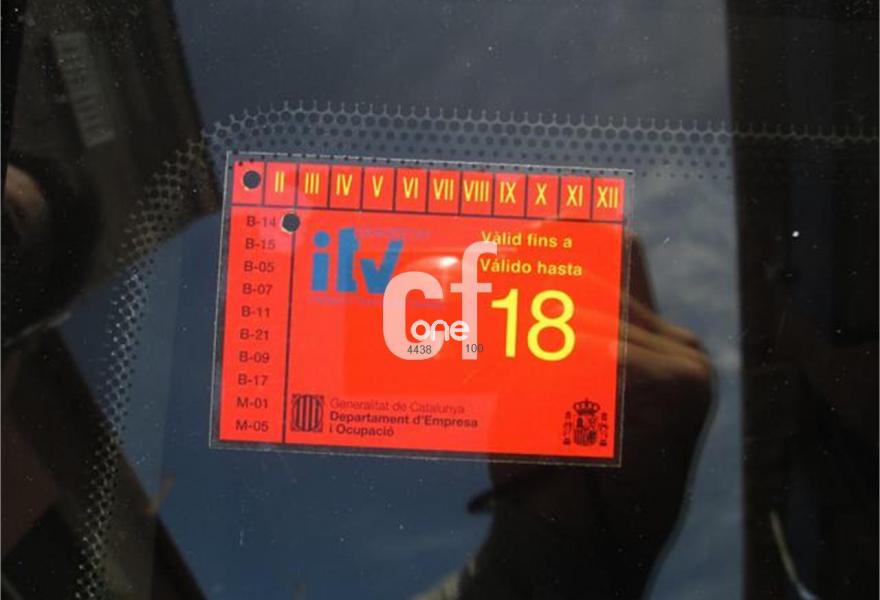 II III IV V VI VII VIII IX X XI XII
B-14
B-15
B-05
B-07
B-11
B-21
B-09
B-17
M-01
M-05
itv
Vàlid fins a
Válido hasta
18
cf
one
4438 100
Generalitat de Catalunya
Departament d'Empresa
i Ocupació